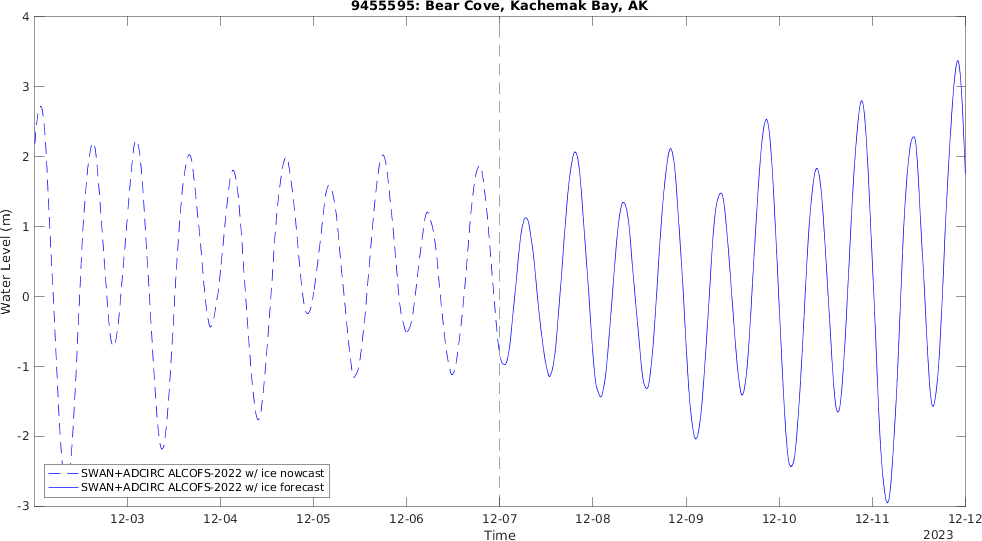 9455595: Bear Cove, Kachemak Bay, AK
4
3
2
1
0
-1
-2
-3
Water Level (m)
SWAN+ADCIRC ALCOFS-2022 w/ ice nowcast
SWAN+ADCIRC ALCOFS-2022 w/ ice forecast
12-03 12-04 12-05 12-06 12-07 12-08 12-09 12-10 12-11 12-12
Time
2023